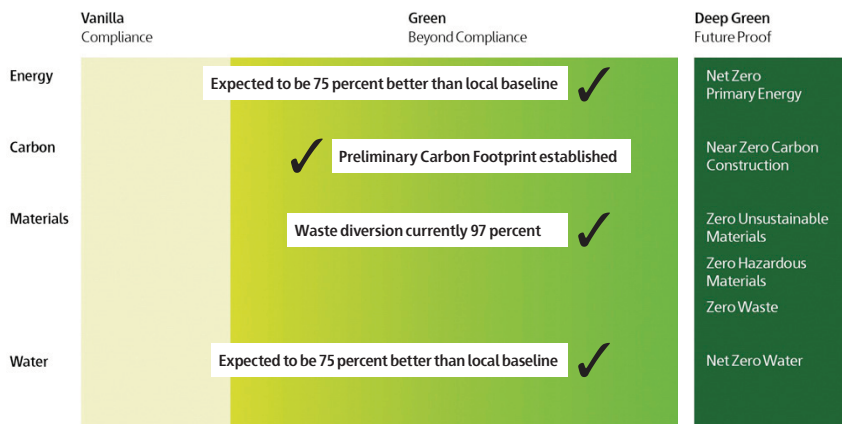 Vanilla
Compliance
Green
Beyond Compliance
Deep Green
Future Proof
Energy
Expected to be 75 percent better than local baseline
Net Zero
Primary Energy
Carbon
Preliminary Carbon Footprint established
Near Zero Carbon
Construction
Materials
Waste diversion currently 97 percent
Zero Unsustainable
Materials
Zero Hazardous
Materials
Zero Waste
Water
Expected to be 75 percent better than local baseline
Net Zero Water